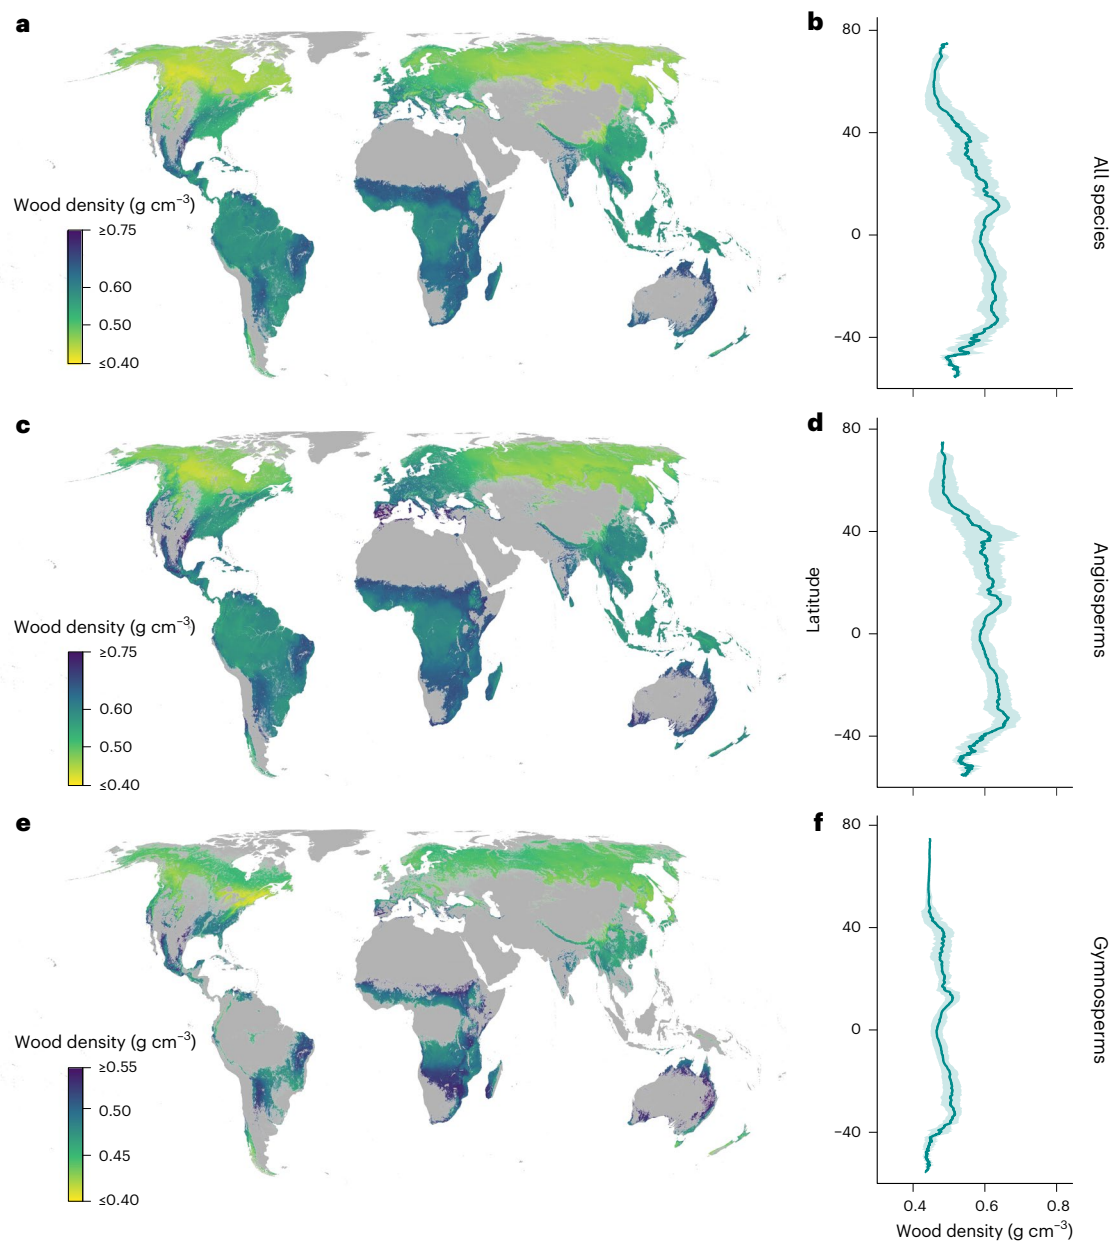 a
Wood density (g cm⁻³)
≥0.75
0.60
0.50
≤0.40
b
80
40
0
−40
All species
c
Wood density (g cm⁻³)
≥0.75
0.60
0.50
≤0.40
d
80
40
0
−40
Latitude
Angiosperms
e
Wood density (g cm⁻³)
≥0.55
0.50
0.45
≤0.40
f
80
40
0
−40
0.4 0.6 0.8
Wood density (g cm⁻³)
Gymnosperms